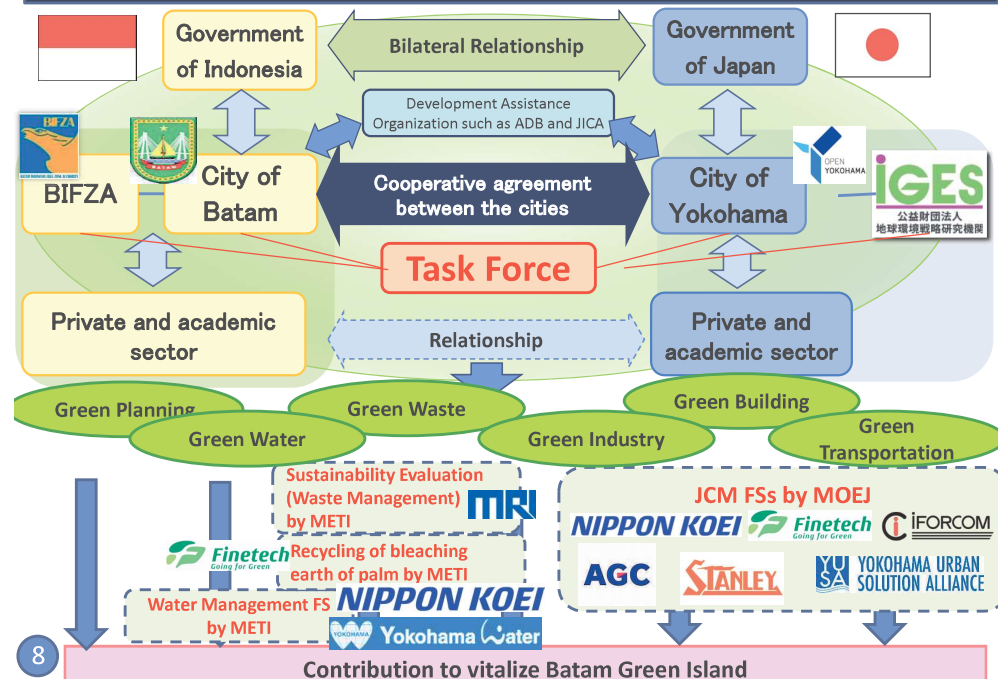 Government
of Indonesia
Bilateral Relationship
Government
of Japan
Development Assistance
Organization such as ADB and JICA
BIFZA
BIFZA
City of
Batam
Cooperative agreement
between the cities
City of
Yokohama
OPEN
YOKOHAMA
iGES
公益財団法人
地球環境戦略研究機関
Task Force
Private and academic
sector
Relationship
Private and
academic sector
Green Planning
Green Water
Green Waste
Green Industry
Green Building
Green
Transportation
Sustainability Evaluation
(Waste Management)
by METI
MRI
Finetech
Going for Green
Recycling of bleaching
earth of palm by METI
Water Management FS
by METI
NIPPON KOEI
YOKOHAMA
Yokohama Water
JCM FSs by MOEJ
NIPPON KOEI
Finetech
Going for Green
iFORCOM
AGC
STANLEY
YUSA
YOKOHAMA URBAN
SOLUTION ALLIANCE
8
Contribution to vitalize Batam Green Island